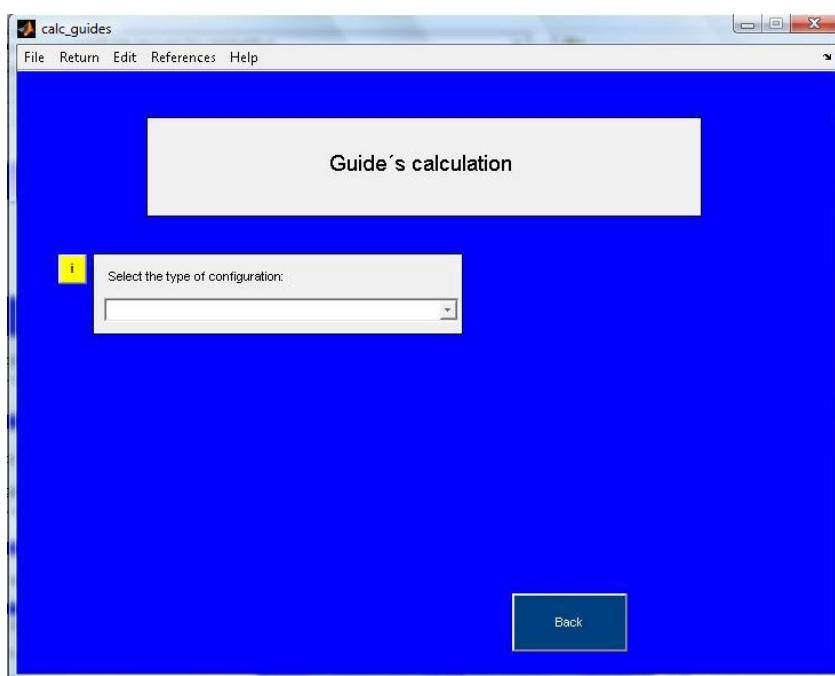 calc_guides
File Return Edit References Help
Guide´s calculation
i
Select the type of configuration:
Back